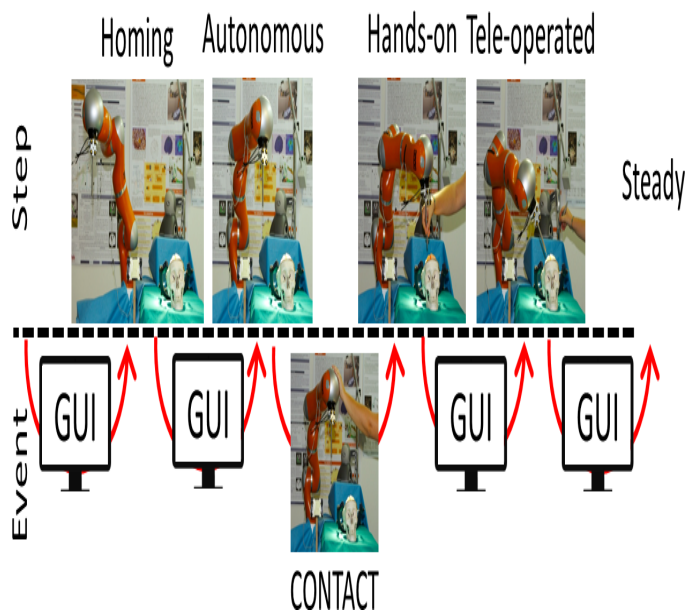 Homing
Autonomous
Hands-on
Tele-operated
Step
Steady
GUI
GUI
GUI
GUI
Event
CONTACT